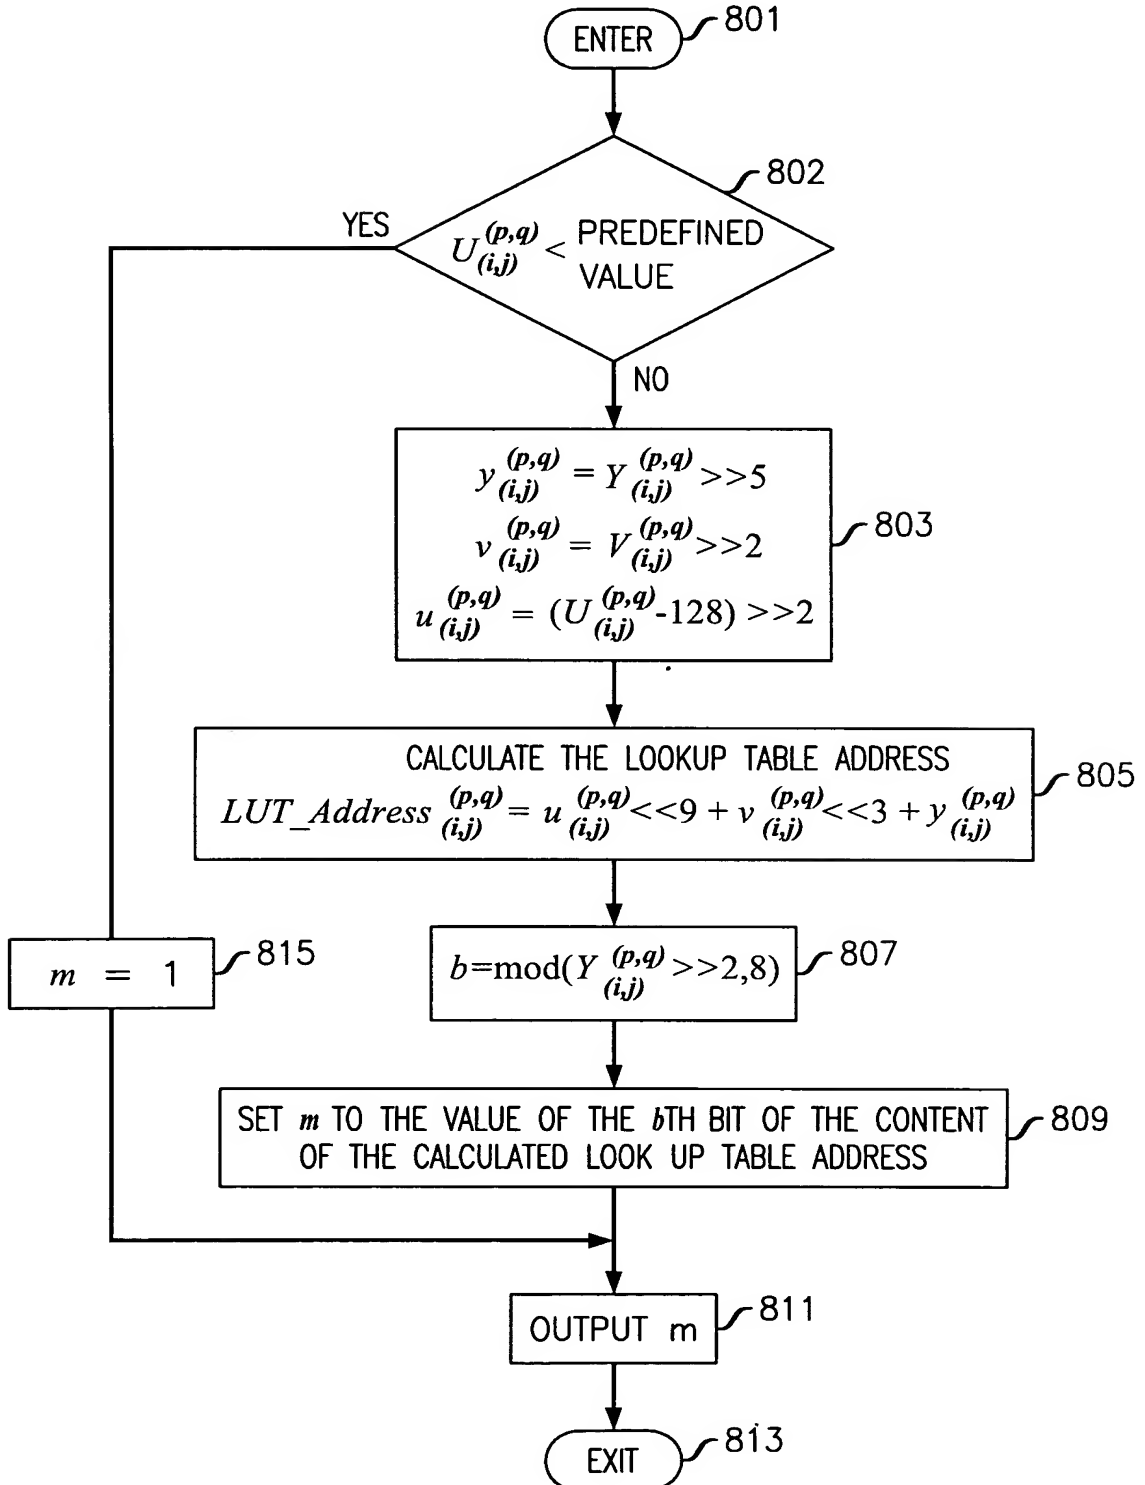 ENTER
801
802
YES
U (p,q) (i,j) < PREDEFINED
VALUE
NO
y (p,q) (i,j) = Y (p,q) (i,j) >>5
v (p,q) (i,j) = V (p,q) (i,j) >>2
u (p,q) (i,j) = (U (p,q) (i,j) -128) >>2
803
CALCULATE THE LOOKUP TABLE ADDRESS
LUT_Address (p,q) (i,j) = u (p,q) (i,j) <<9 + v (p,q) (i,j) <<3 + y (p,q) (i,j)
805
m = 1
815
b=mod(Y (p,q) (i,j) >>2,8)
807
SET m TO THE VALUE OF THE bTH BIT OF THE CONTENT
OF THE CALCULATED LOOK UP TABLE ADDRESS
809
OUTPUT m
811
EXIT
813